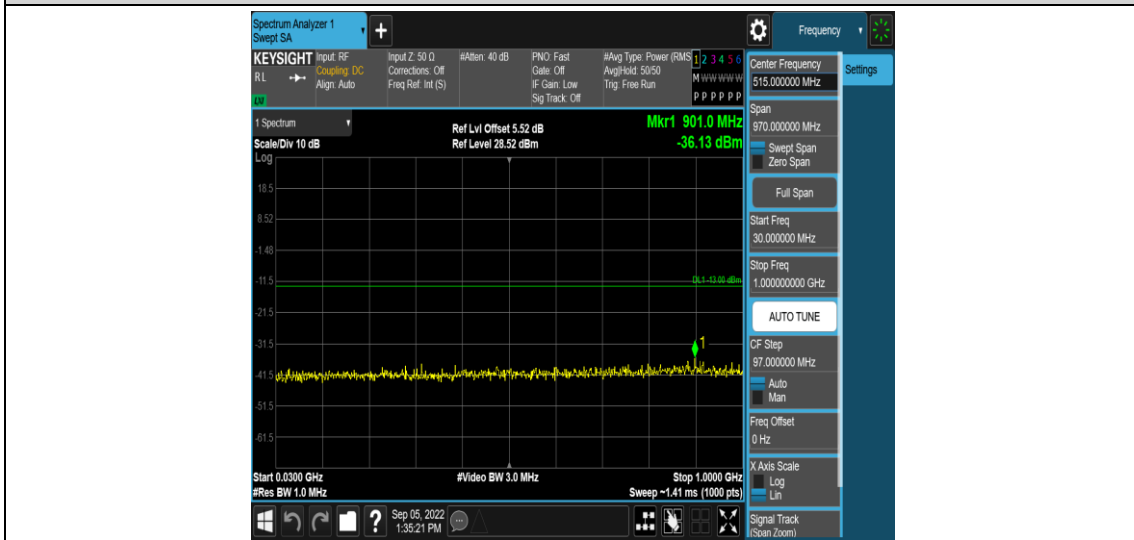 Spectrum Analyzer 1
Swept SA
+
Frequency
KEYSIGHT
RL
LXI
Input: RF
Coupling: DC
Align: Auto
Input Z: 50 Ω
Corrections: Off
Freq Ref: Int (S)
#Atten: 40 dB
PNO: Fast
Gate: Off
IF Gain: Low
Sig Track: Off
#Avg Type: Power (RMS
Avg|Hold: 50/50
Trig: Free Run
1 2 3 4 5 6
M W W W W W
P P P P P P
1 Spectrum
Scale/Div 10 dB
Log
Ref Lvl Offset 5.52 dB
Ref Level 28.52 dBm
Mkr1 901.0 MHz
-36.13 dBm
18.5
8.52
-1.48
-11.5
DL1 -13.00 dBm
-21.5
-31.5
1
-41.5
-51.5
-61.5
Start 0.0300 GHz
#Res BW 1.0 MHz
#Video BW 3.0 MHz
Stop 1.0000 GHz
Sweep ~1.41 ms (1000 pts)
Center Frequency
515.000000 MHz
Settings
Span
970.000000 MHz
Swept Span
Zero Span
Full Span
Start Freq
30.000000 MHz
Stop Freq
1.000000000 GHz
AUTO TUNE
CF Step
97.000000 MHz
Auto
Man
Freq Offset
0 Hz
X Axis Scale
Log
Lin
Signal Track
(Span Zoom)
?
Sep 05, 2022
1:35:21 PM